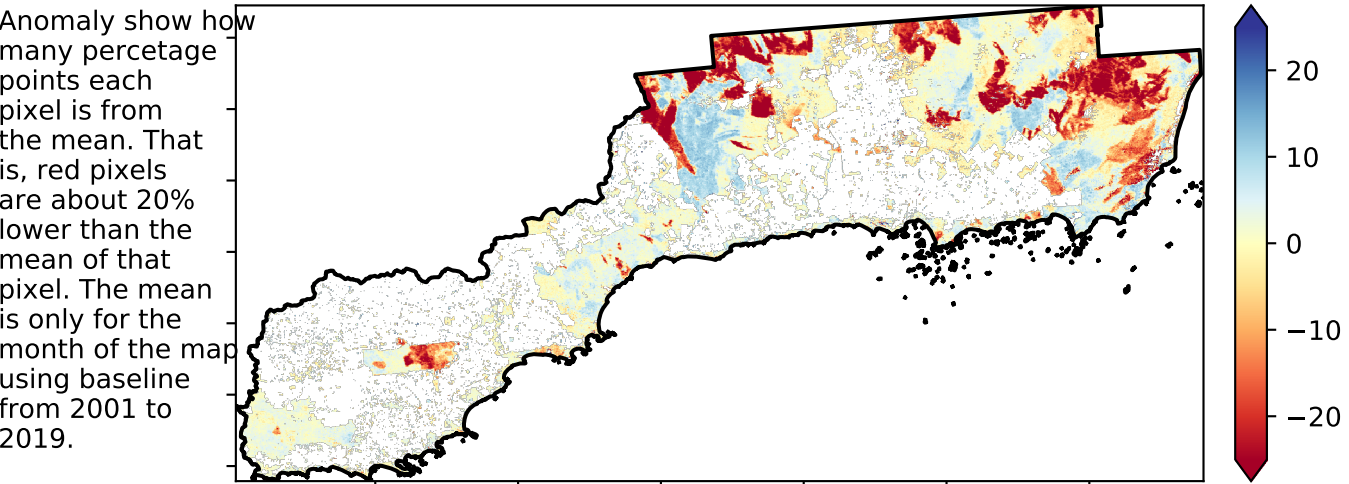 Anomaly show how
many percetage
points each
pixel is from
the mean. That
is, red pixels
are about 20%
lower than the
mean of that
pixel. The mean
is only for the
month of the map
using baseline
from 2001 to
2019.
20
10
0
−10
−20